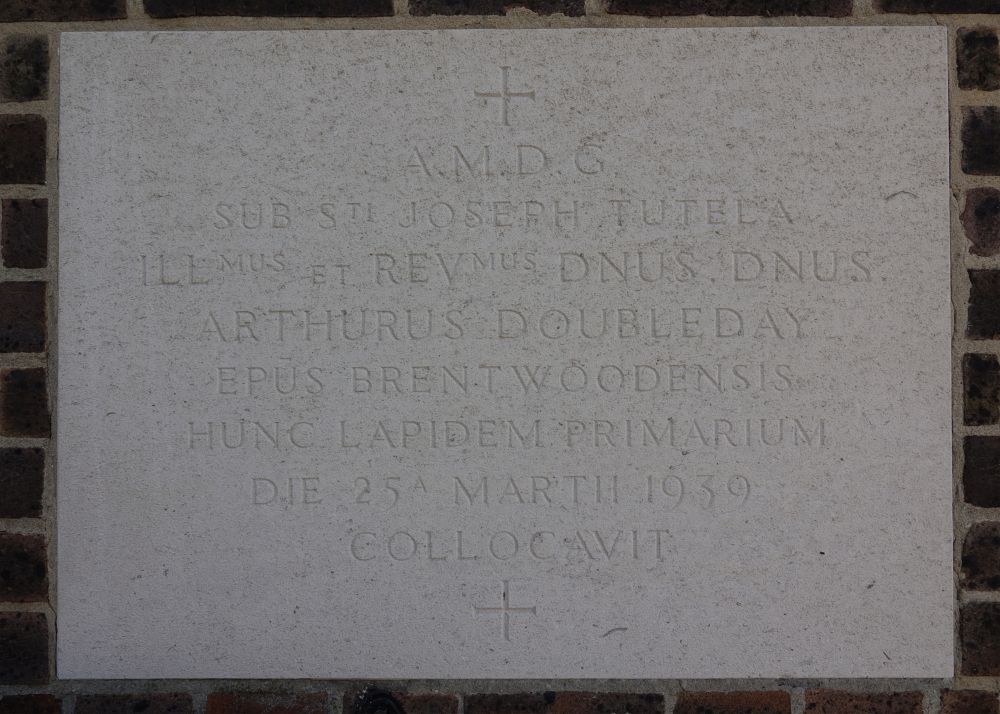 A.M.D.G.
SUB STI JOSEPH TUTELA
ILLMUS ET REVMUS DNUS. DNUS.
ARTHURUS DOUBLEDAY
EPŪS BRENTWOODENSIS
HUNC LAPIDEM PRIMARIUM
DIE 25A MARTII 1939
COLLOCAVIT